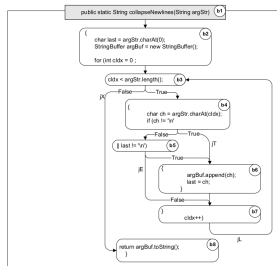 public static String collapseNewlines(String argStr) b1
{ b2
char last = argStr.charAt(0);
StringBuffer argBuf = new StringBuffer();
for (int cIdx = 0 ;
cIdx < argStr.length(); b3
False True
jX
{ b4
char ch = argStr.charAt(cIdx);
if (ch != '\n'
False True
|| last != '\n') b5
jT
True
jE
{ b6
argBuf.append(ch);
last = ch;
}
False
} b7
cIdx++)
jL
return argBuf.toString(); b8
}